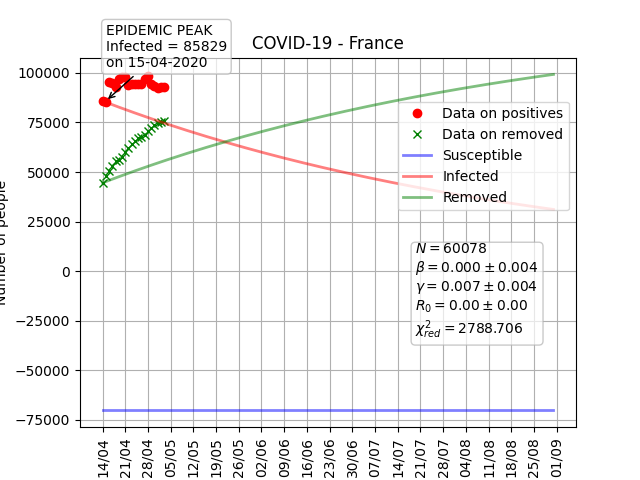 EPIDEMIC PEAK
Infected = 85829
on 15-04-2020
COVID-19 - France
Number of people
100000
75000
50000
25000
0
−25000
−50000
−75000
Data on positives
Data on removed
Susceptible
Infected
Removed
N = 60078
β = 0.000 ± 0.004
γ = 0.007 ± 0.004
R₀ = 0.00 ± 0.00
χ²_red = 2788.706
14/04
21/04
28/04
05/05
12/05
19/05
26/05
02/06
09/06
16/06
23/06
30/06
07/07
14/07
21/07
28/07
04/08
11/08
18/08
25/08
01/09